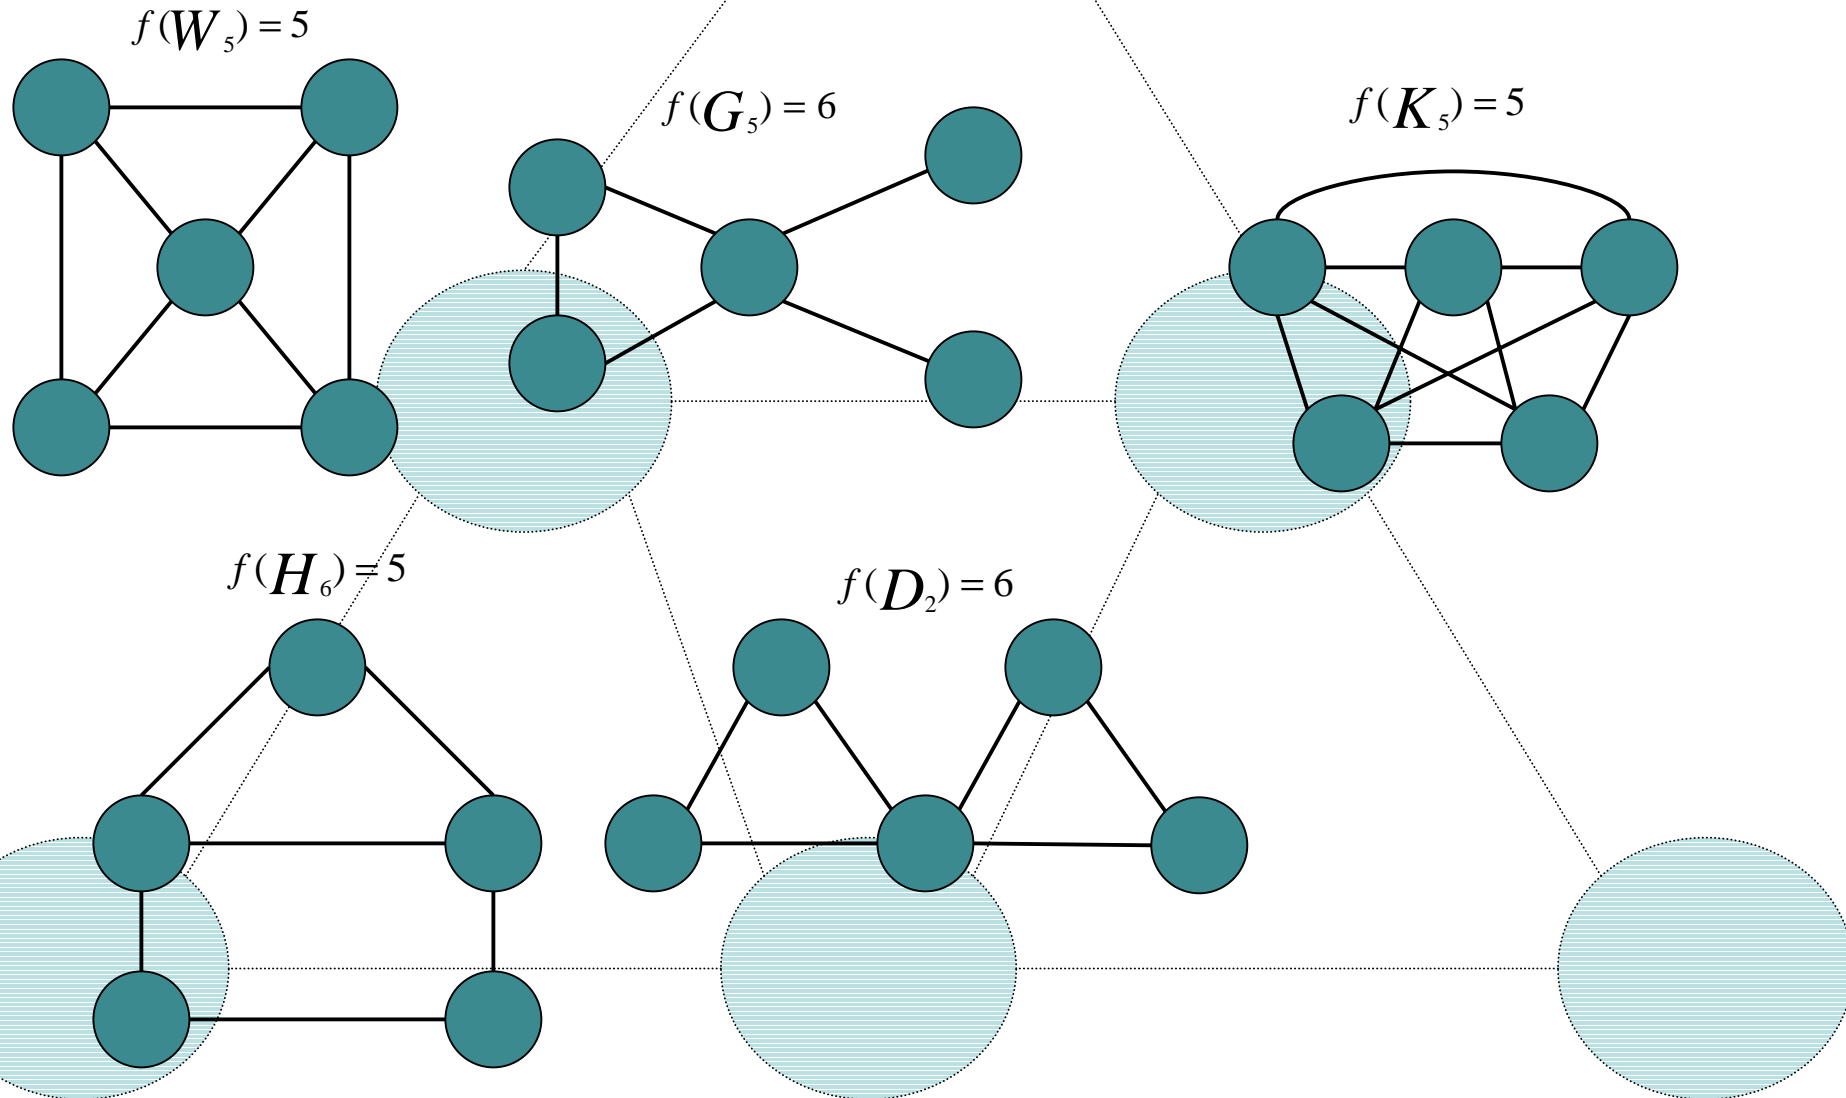 f(W₅) = 5
f(G₅) = 6
f(K₅) = 5
f(H₆) = 5
f(D₂) = 6